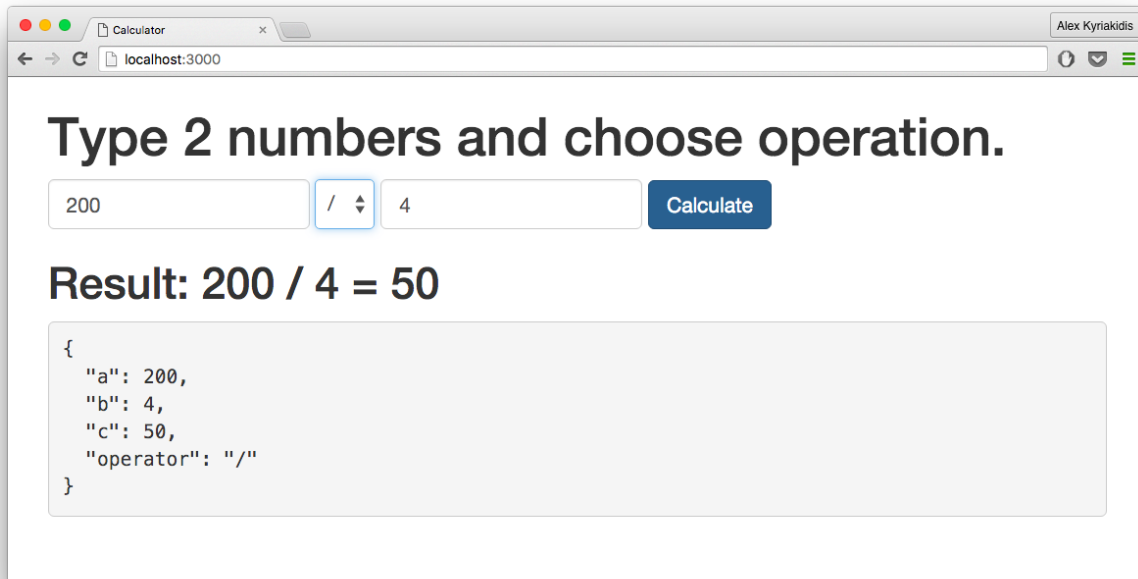 Calculator
Alex Kyriakidis
localhost:3000
Type 2 numbers and choose operation.
200 / 4 Calculate
Result: 200 / 4 = 50
{
"a": 200,
"b": 4,
"c": 50,
"operator": "/"
}